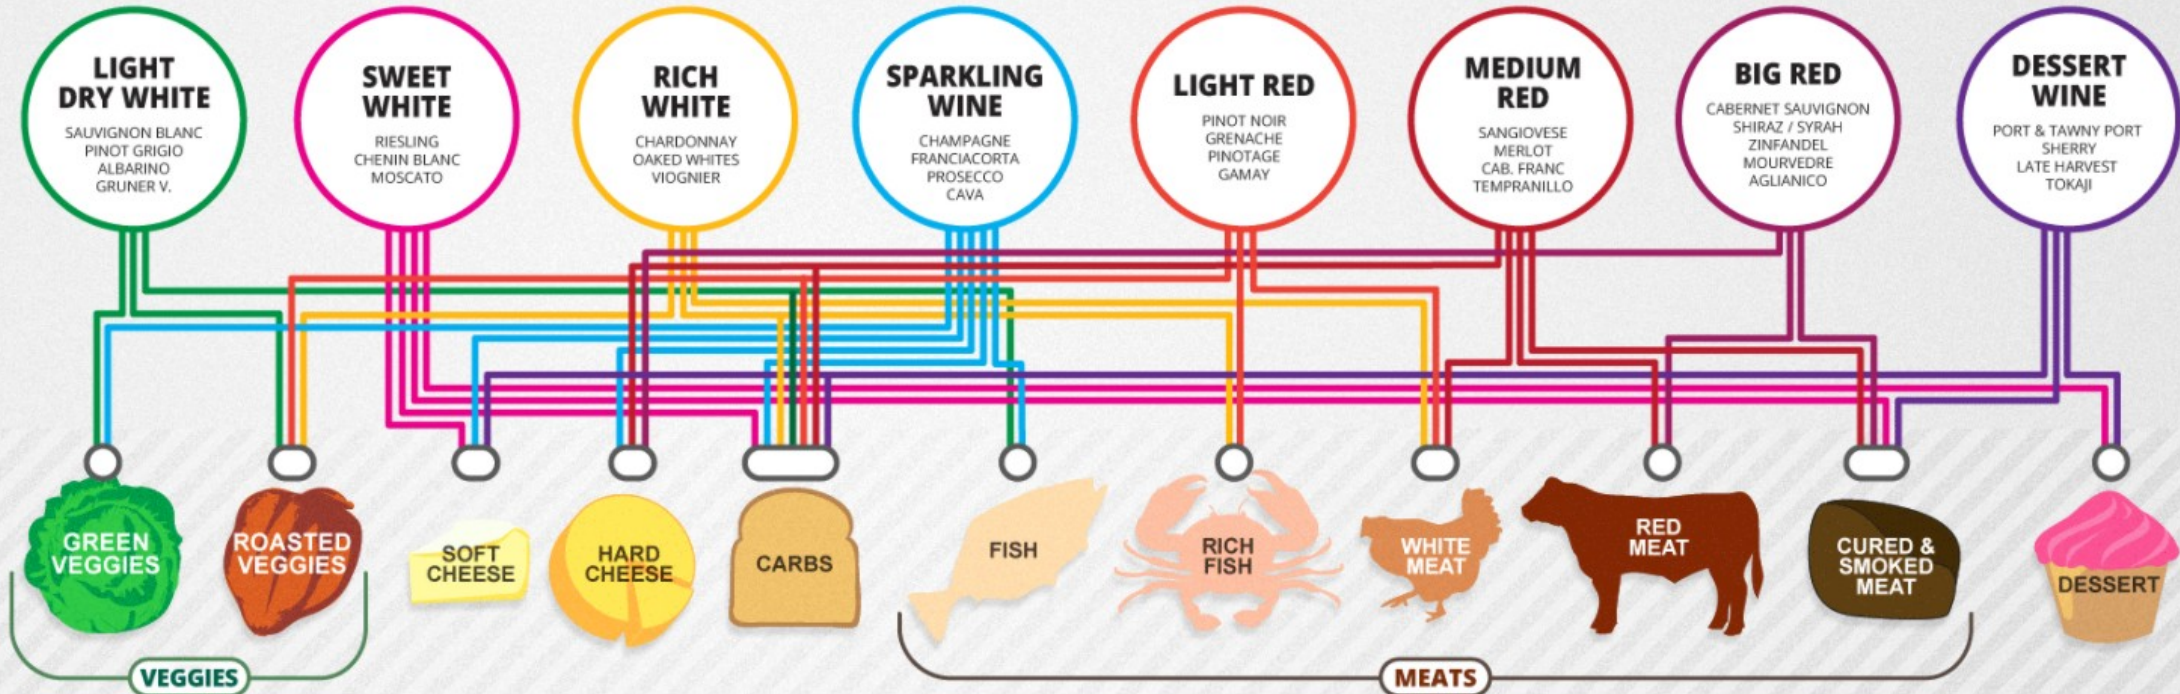 LIGHT
DRY WHITE
SAUVIGNON BLANC
PINOT GRIGIO
ALBARINO
GRUNER V.
SWEET
WHITE
RIESLING
CHENIN BLANC
MOSCATO
RICH
WHITE
CHARDONNAY
OAKED WHITES
VIOGNIER
SPARKLING
WINE
CHAMPAGNE
FRANCIACORTA
PROSECCO
CAVA
LIGHT RED
PINOT NOIR
GRENACHE
PINOTAGE
GAMAY
MEDIUM
RED
SANGIOVESE
MERLOT
CAB. FRANC
TEMPRANILLO
BIG RED
CABERNET SAUVIGNON
SHIRAZ / SYRAH
ZINFANDEL
MOURVEDRE
AGLIANICO
DESSERT
WINE
PORT & TAWNY PORT
SHERRY
LATE HARVEST
TOKAJI
GREEN
VEGGIES
ROASTED
VEGGIES
SOFT
CHEESE
HARD
CHEESE
CARBS
FISH
RICH
FISH
WHITE
MEAT
RED
MEAT
CURED &
SMOKED
MEAT
DESSERT
VEGGIES
MEATS